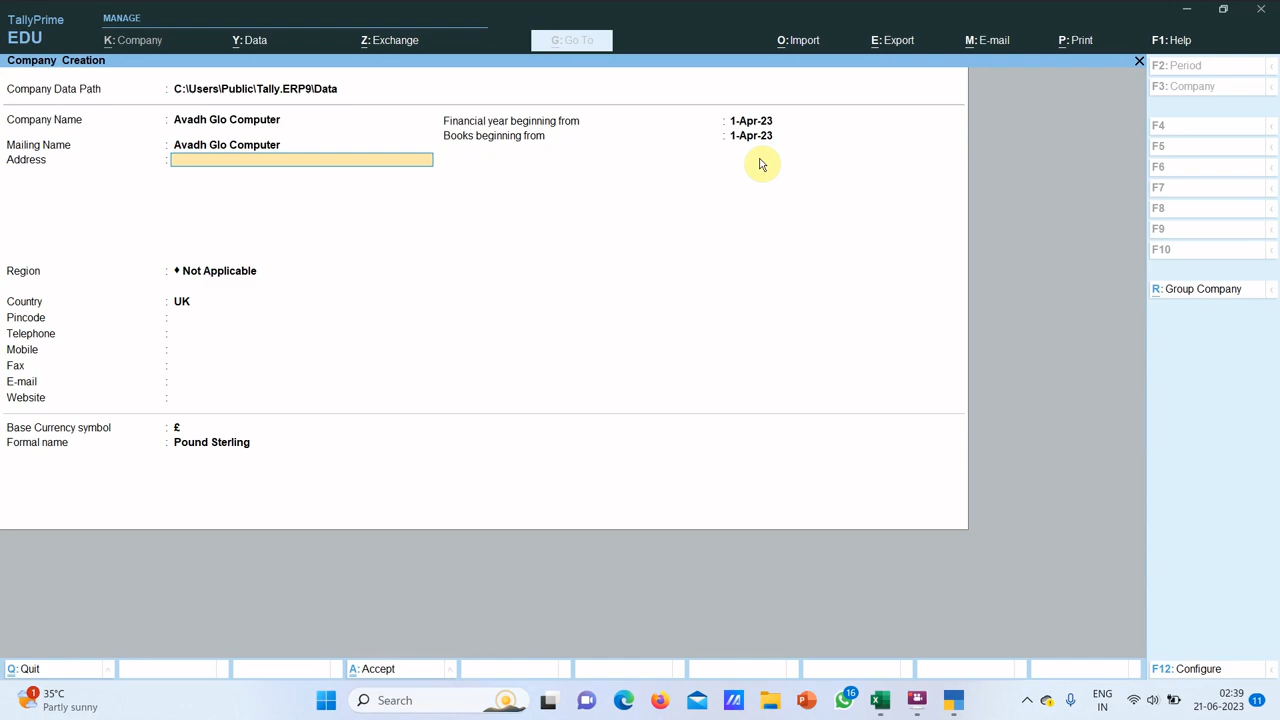 TallyPrime
EDU
MANAGE
K: Company
Y: Data
Z: Exchange
G: Go To
O: Import
E: Export
M: E-mail
P: Print
F1: Help
Company Creation
Company Data Path : C:\Users\Public\Tally.ERP9\Data
Company Name : Avadh Glo Computer
Financial year beginning from : 1-Apr-23
Books beginning from : 1-Apr-23
Mailing Name : Avadh Glo Computer
Address :
Region : ♦ Not Applicable
Country : UK
Pincode :
Telephone :
Mobile :
Fax :
E-mail :
Website :
Base Currency symbol : £
Formal name : Pound Sterling
F2: Period
F3: Company
F4
F5
F6
F7
F8
F9
F10
R: Group Company
Q: Quit
A: Accept
F12: Configure
1
35°C
Partly sunny
Search
16
ENG
IN
02:39
21-06-2023
11